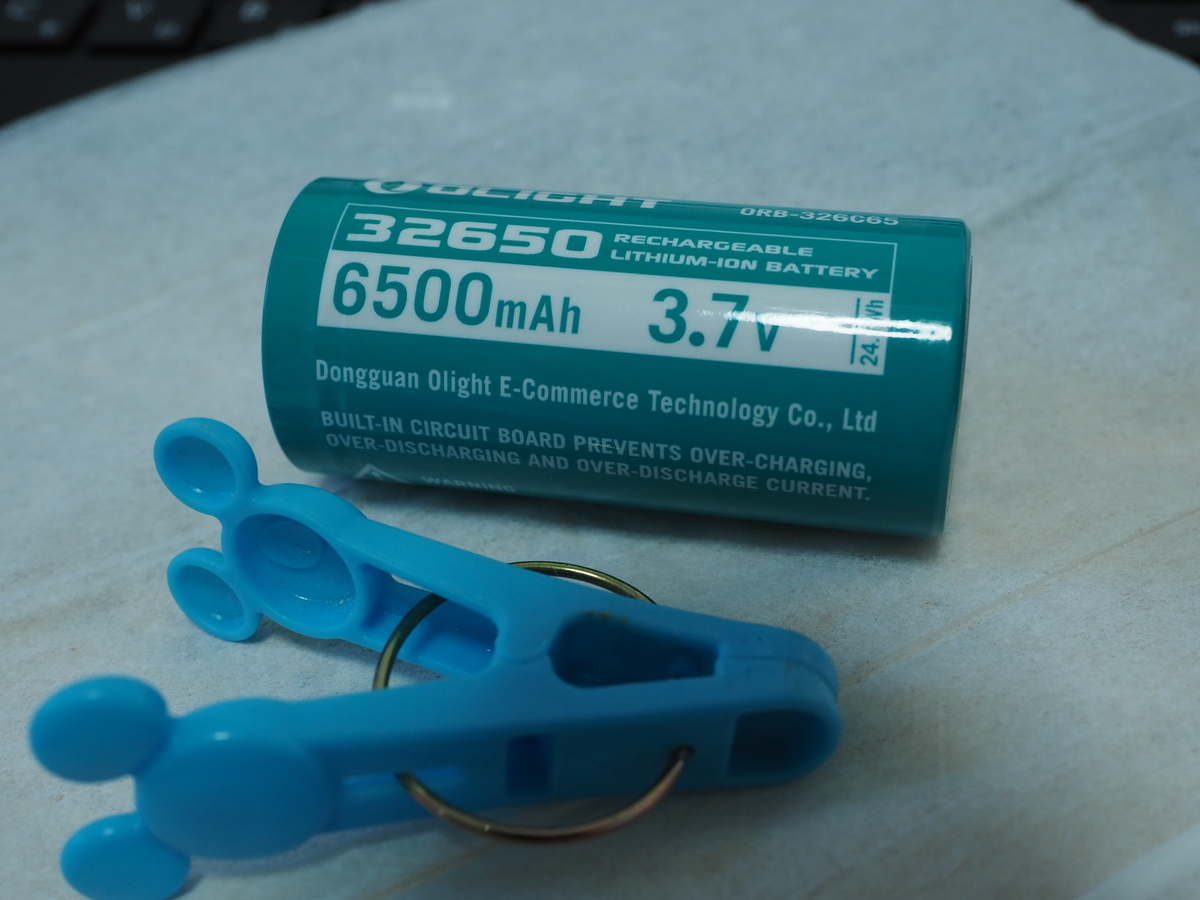 OLIGHT
ORB-326C65
32650
RECHARGEABLE
LITHIUM-ION BATTERY
6500mAh
3.7V
Dongguan Olight E-Commerce Technology Co., Ltd
BUILT-IN CIRCUIT BOARD PREVENTS OVER-CHARGING,
OVER-DISCHARGING AND OVER-DISCHARGE CURRENT.
WARNING
C
V
B